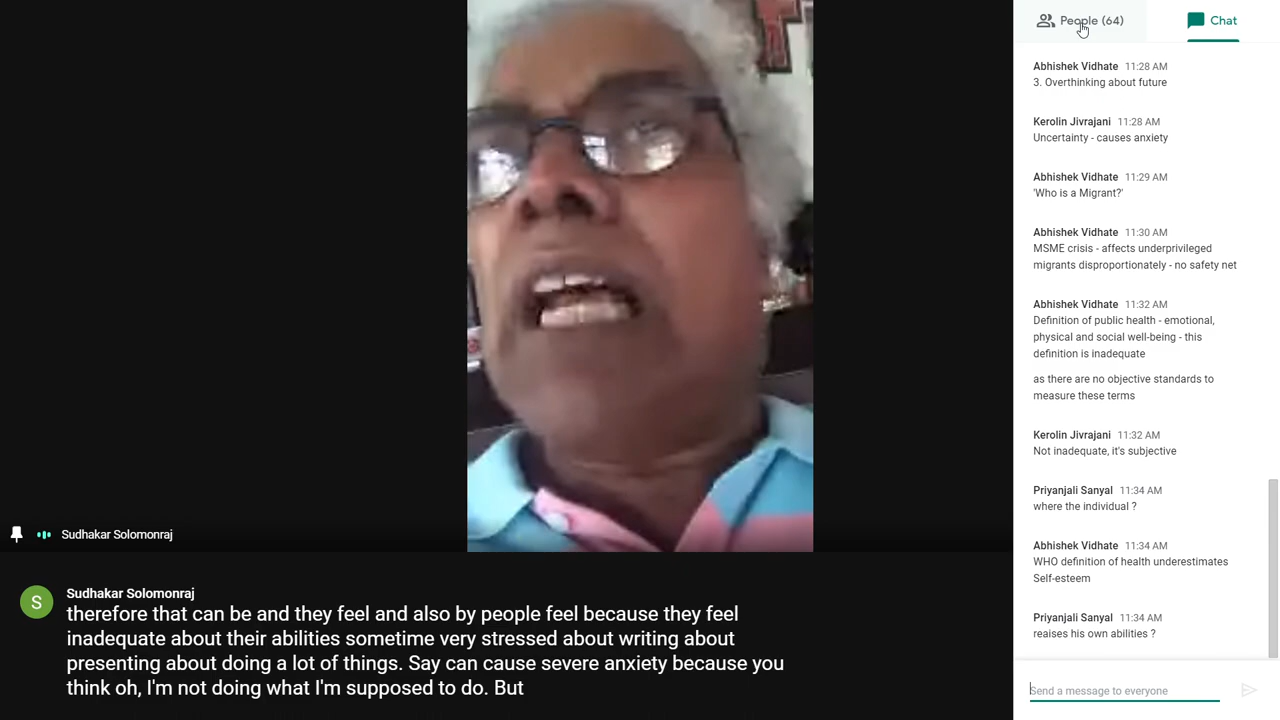 People (64)
Chat
Abhishek Vidhate 11:28 AM
3. Overthinking about future
Kerolin Jivrajani 11:28 AM
Uncertainty - causes anxiety
Abhishek Vidhate 11:29 AM
'Who is a Migrant?'
Abhishek Vidhate 11:30 AM
MSME crisis - affects underprivileged
migrants disproportionately - no safety net
Abhishek Vidhate 11:32 AM
Definition of public health - emotional,
physical and social well-being - this
definition is inadequate
as there are no objective standards to
measure these terms
Kerolin Jivrajani 11:32 AM
Not inadequate, it's subjective
Priyanjali Sanyal 11:34 AM
where the individual ?
Abhishek Vidhate 11:34 AM
WHO definition of health underestimates
Self-esteem
Priyanjali Sanyal 11:34 AM
reaises his own abilities ?
Send a message to everyone
Sudhakar Solomonraj
S
Sudhakar Solomonraj
therefore that can be and they feel and also by people feel because they feel
inadequate about their abilities sometime very stressed about writing about
presenting about doing a lot of things. Say can cause severe anxiety because you
think oh, I'm not doing what I'm supposed to do. But